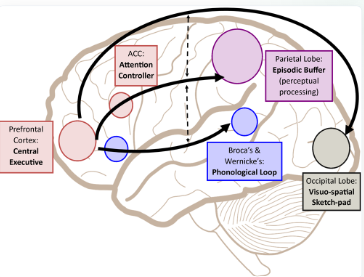 ACC:
Attention
Controller
Parietal Lobe:
Episodic Buffer
(perceptual
processing)
Prefrontal
Cortex:
Central
Executive
Broca's &
Wernicke's:
Phonological Loop
Occipital Lobe:
Visuo-spatial
Sketch-pad